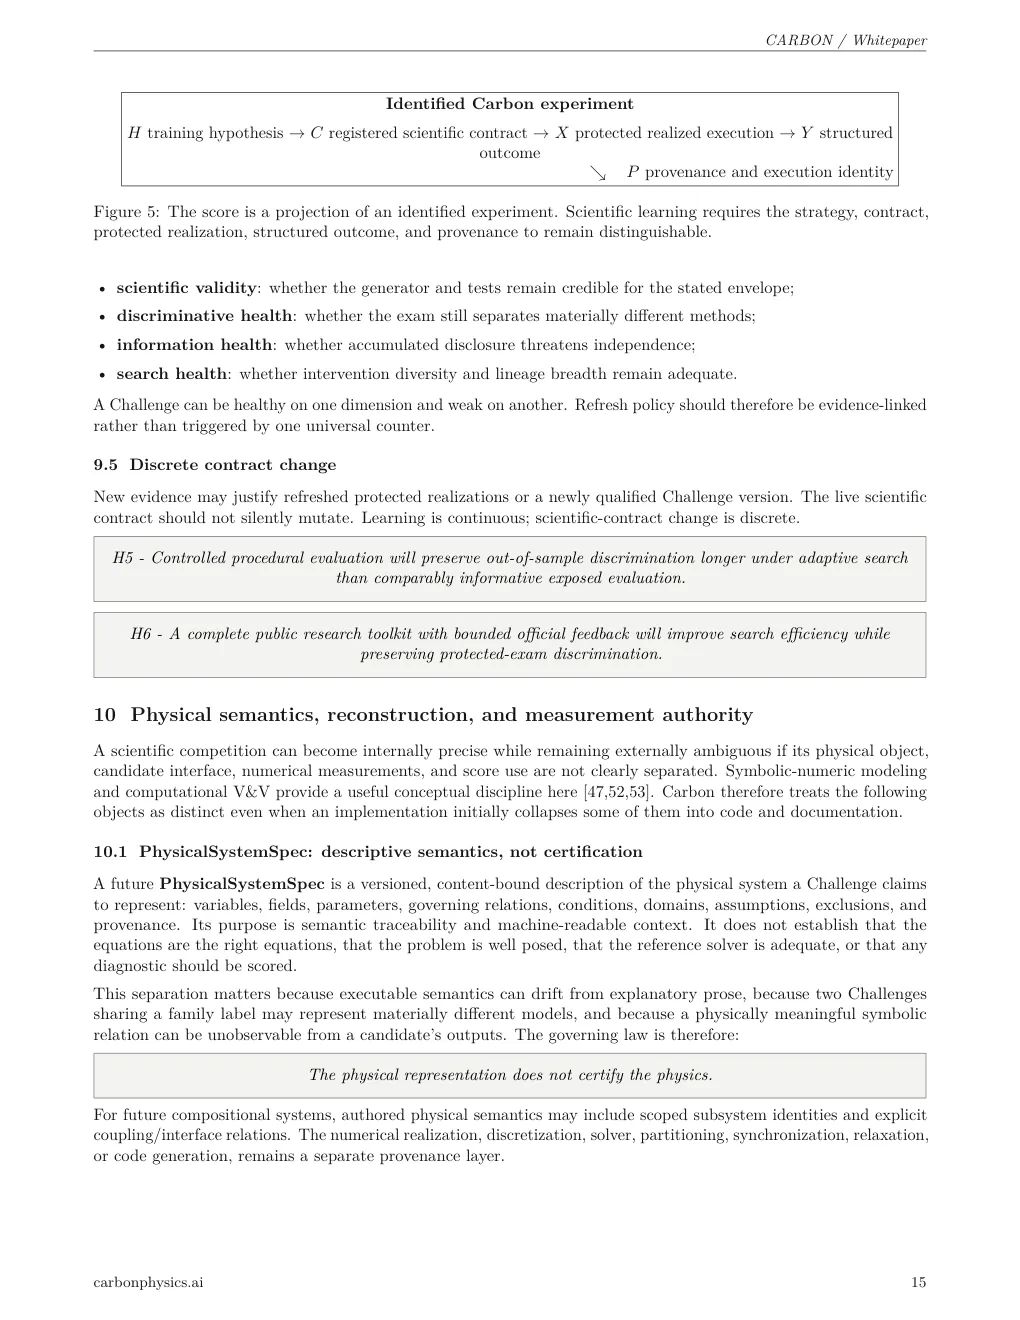 CARBON / Whitepaper
Identified Carbon experiment
H training hypothesis → C registered scientific contract → X protected realized execution → Y structured
outcome
↘ P provenance and execution identity
Figure 5: The score is a projection of an identified experiment. Scientific learning requires the strategy, contract,
protected realization, structured outcome, and provenance to remain distinguishable.
• scientific validity: whether the generator and tests remain credible for the stated envelope;
• discriminative health: whether the exam still separates materially different methods;
• information health: whether accumulated disclosure threatens independence;
• search health: whether intervention diversity and lineage breadth remain adequate.
A Challenge can be healthy on one dimension and weak on another. Refresh policy should therefore be evidence-linked
rather than triggered by one universal counter.
9.5 Discrete contract change
New evidence may justify refreshed protected realizations or a newly qualified Challenge version. The live scientific
contract should not silently mutate. Learning is continuous; scientific-contract change is discrete.
H5 - Controlled procedural evaluation will preserve out-of-sample discrimination longer under adaptive search
than comparably informative exposed evaluation.
H6 - A complete public research toolkit with bounded official feedback will improve search efficiency while
preserving protected-exam discrimination.
10 Physical semantics, reconstruction, and measurement authority
A scientific competition can become internally precise while remaining externally ambiguous if its physical object,
candidate interface, numerical measurements, and score use are not clearly separated. Symbolic-numeric modeling
and computational V&V provide a useful conceptual discipline here [47,52,53]. Carbon therefore treats the following
objects as distinct even when an implementation initially collapses some of them into code and documentation.
10.1 PhysicalSystemSpec: descriptive semantics, not certification
A future PhysicalSystemSpec is a versioned, content-bound description of the physical system a Challenge claims
to represent: variables, fields, parameters, governing relations, conditions, domains, assumptions, exclusions, and
provenance. Its purpose is semantic traceability and machine-readable context. It does not establish that the
equations are the right equations, that the problem is well posed, that the reference solver is adequate, or that any
diagnostic should be scored.
This separation matters because executable semantics can drift from explanatory prose, because two Challenges
sharing a family label may represent materially different models, and because a physically meaningful symbolic
relation can be unobservable from a candidate's outputs. The governing law is therefore:
The physical representation does not certify the physics.
For future compositional systems, authored physical semantics may include scoped subsystem identities and explicit
coupling/interface relations. The numerical realization, discretization, solver, partitioning, synchronization, relaxation,
or code generation, remains a separate provenance layer.
carbonphysics.ai
15